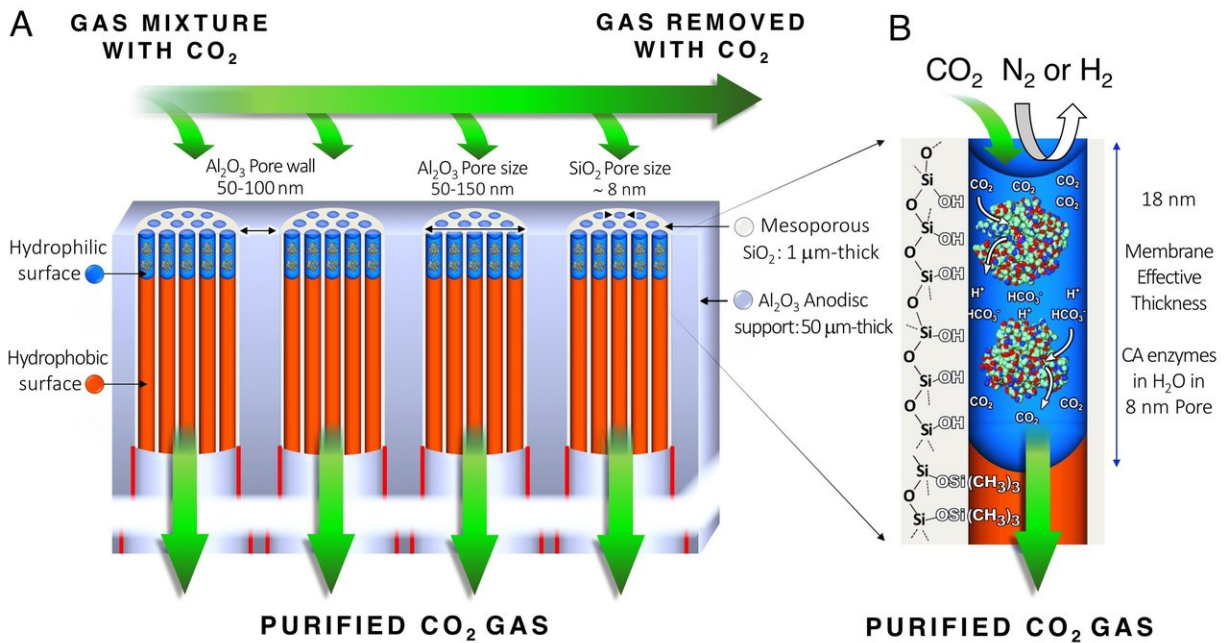 A
GAS MIXTURE
WITH CO₂
GAS REMOVED
WITH CO₂
Al₂O₃ Pore wall
50-100 nm
Al₂O₃ Pore size
50-150 nm
SiO₂ Pore size
~ 8 nm
Hydrophilic
surface
Hydrophobic
surface
Mesoporous
SiO₂: 1 µm-thick
Al₂O₃ Anodisc
support: 50 µm-thick
PURIFIED CO₂ GAS
B
CO₂ N₂ or H₂
O
Si
OH
O
Si
OH
O
Si
OH
O
Si
OH
O
Si
OH
O
Si
OH
Si
OSi(CH₃)₃
O
Si
OSi(CH₃)₃
CO₂ CO₂ CO₂
CO₂
H⁺ HCO₃⁻ H⁺
HCO₃⁻ H⁺ HCO₃⁻
CO₂ CO₂ CO₂
18 nm
Membrane
Effective
Thickness
CA enzymes
in H₂O in
8 nm Pore
PURIFIED CO₂ GAS